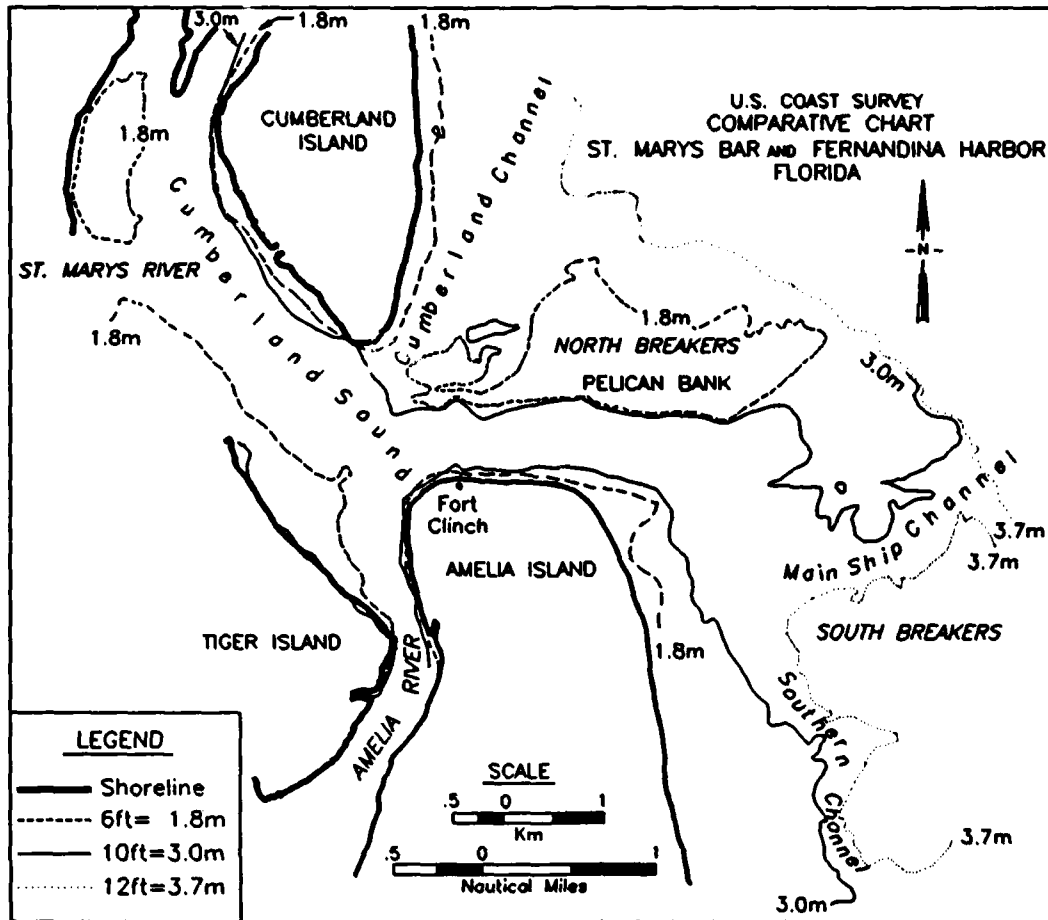 3.0m
1.8m
1.8m
1.8m
CUMBERLAND
ISLAND
Cumberland Channel
U.S. COAST SURVEY
COMPARATIVE CHART
ST. MARYS BAR AND FERNANDINA HARBOR
FLORIDA
-N-
Cumberland Sound
ST. MARYS RIVER
1.8m
1.8m
NORTH BREAKERS
PELICAN BANK
3.0m
Fort
Clinch
Main Ship Channel
3.7m
3.7m
AMELIA ISLAND
TIGER ISLAND
AMELIA RIVER
1.8m
SOUTH BREAKERS
Southern Channel
3.7m
3.0m
LEGEND
Shoreline
6ft= 1.8m
10ft=3.0m
12ft=3.7m
SCALE
.5 0 1
Km
.5 0 1
Nautical Miles